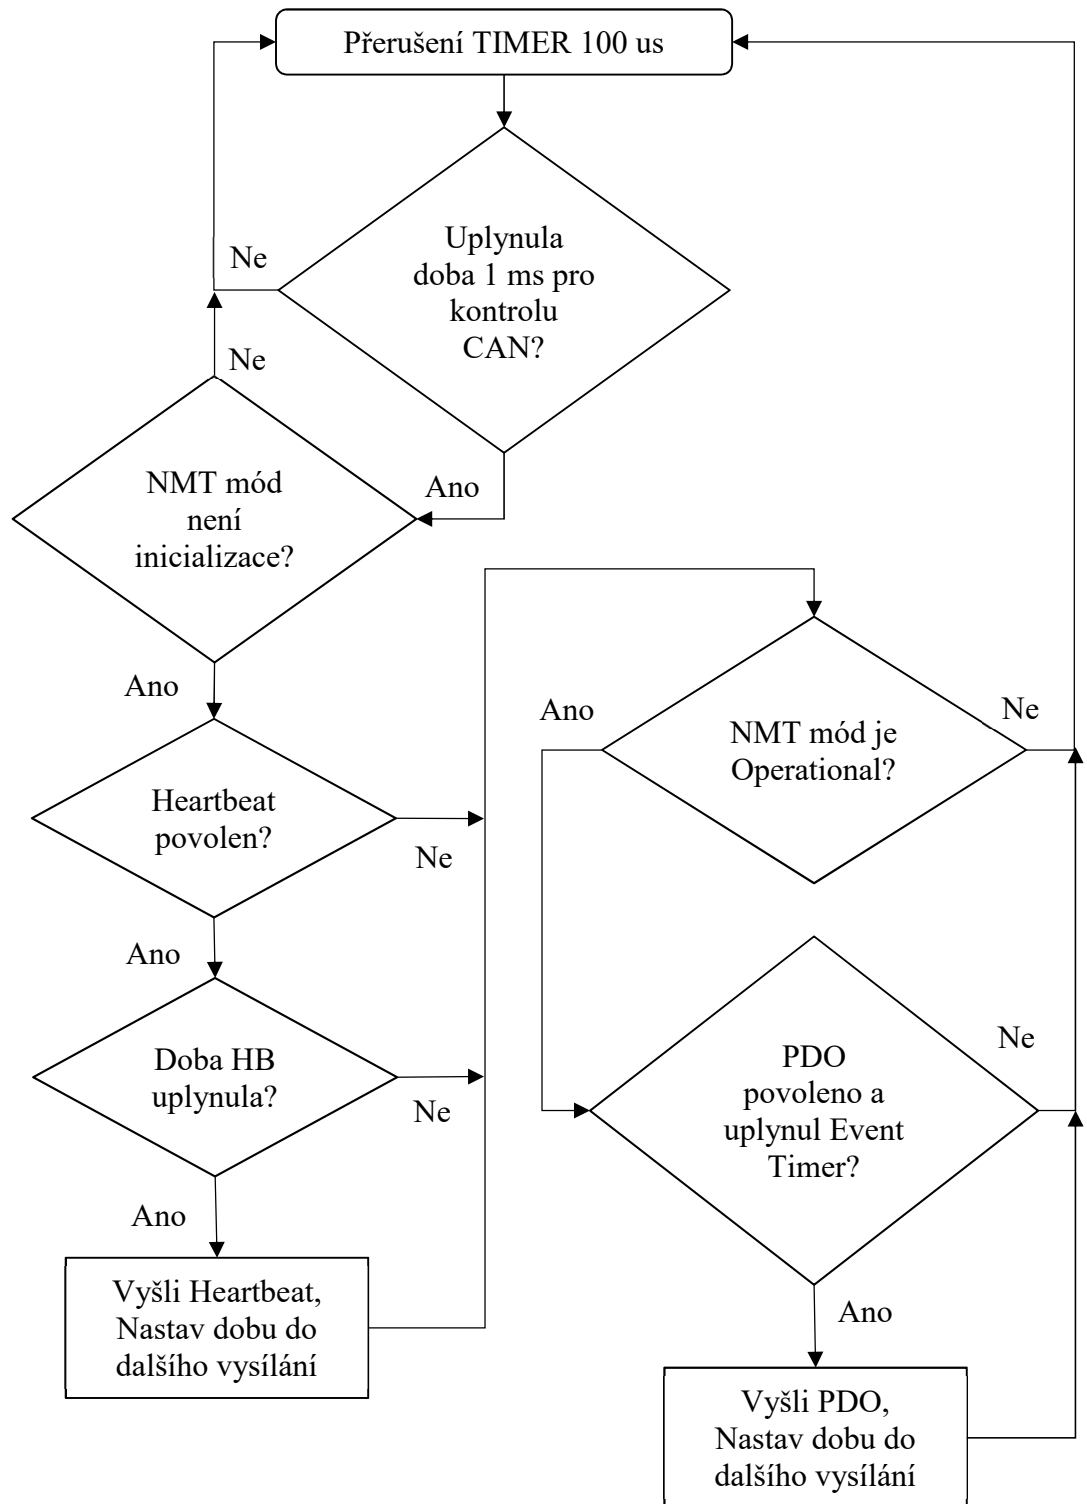 Přerušení TIMER 100 us
Uplynula
doba 1 ms pro
kontrolu
CAN?
Ne
Ne
Ano
NMT mód
není
inicializace?
Ano
Heartbeat
povolen?
Ne
Ano
Doba HB
uplynula?
Ne
Ano
Vyšli Heartbeat,
Nastav dobu do
dalšího vysílání
NMT mód je
Operational?
Ano
Ne
PDO
povoleno a
uplynul Event
Timer?
Ne
Ano
Vyšli PDO,
Nastav dobu do
dalšího vysílání